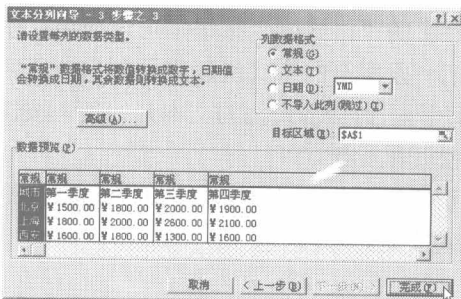 文本分列向导 - 3 步骤之 3
请设置每列的数据类型。
“常规”数据格式将数值转换成数字，日期值会转换成日期，其余数据则转换成文本。
高级(A)...
列数据格式
常规(G)
文本(T)
日期(D): YMD
不导入此列(跳过)(I)
目标区域(E): $A$1
数据预览(P)
常规 常规 常规 常规 常规
城市 第一季度 第二季度 第三季度 第四季度
北京 ￥1500.00 ￥1800.00 ￥2000.00 ￥1900.00
上海 ￥1800.00 ￥2000.00 ￥2600.00 ￥2100.00
西安 ￥1600.00 ￥1800.00 ￥1300.00 ￥1600.00
取消 <上一步(B) 下一步(N)> 完成(F)